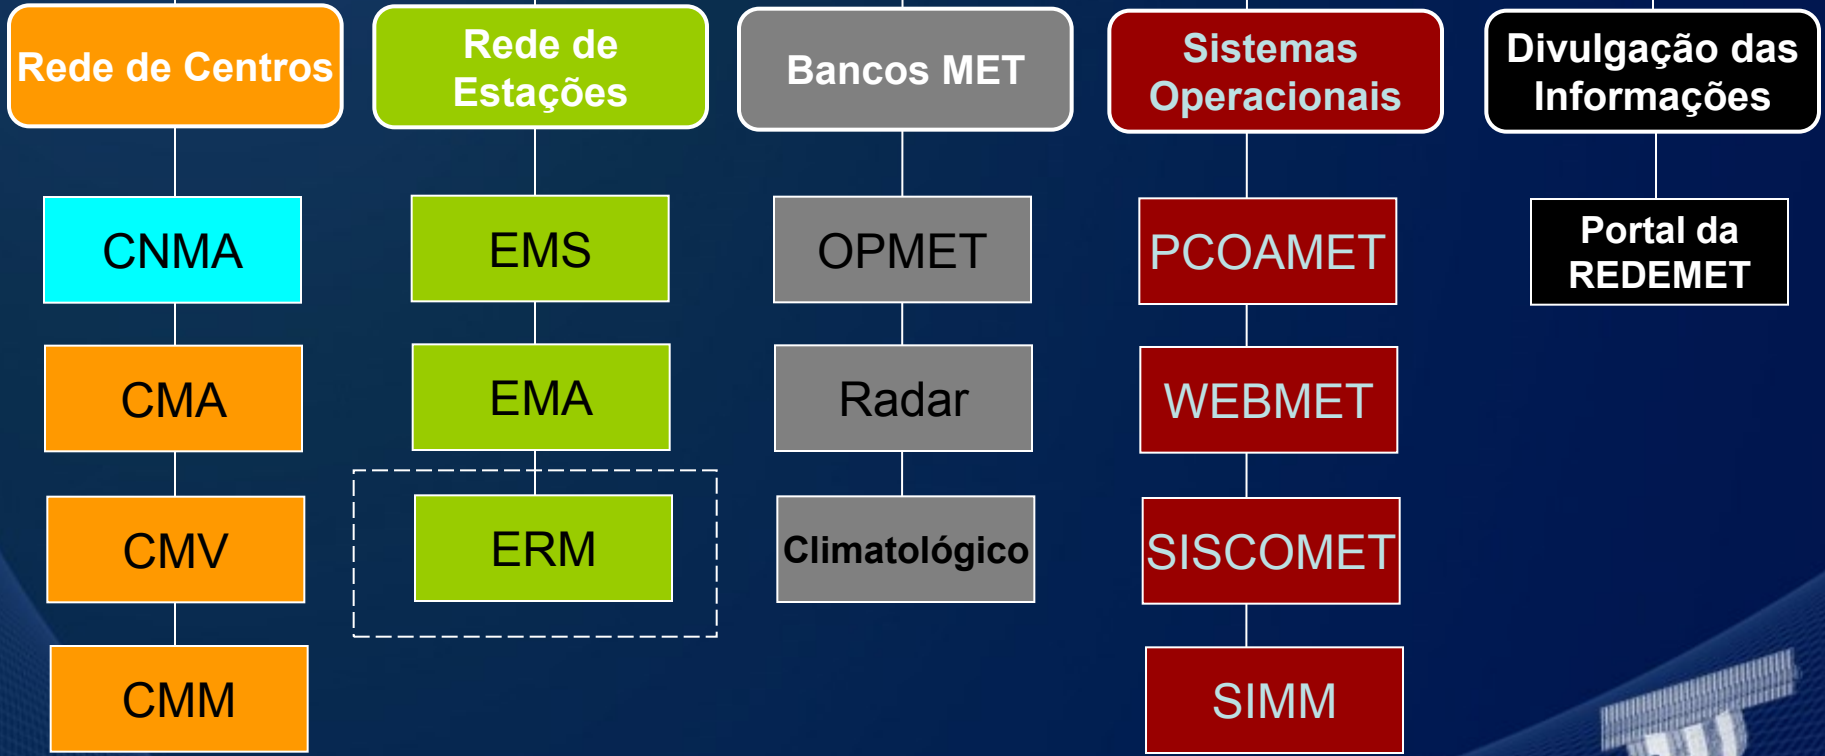 Rede de Centros
CNMA
CMA
CMV
CMM
Rede de
Estações
EMS
EMA
ERM
Bancos MET
OPMET
Radar
Climatológico
Sistemas
Operacionais
PCOAMET
WEBMET
SISCOMET
SIMM
Divulgação das
Informações
Portal da
REDEMET